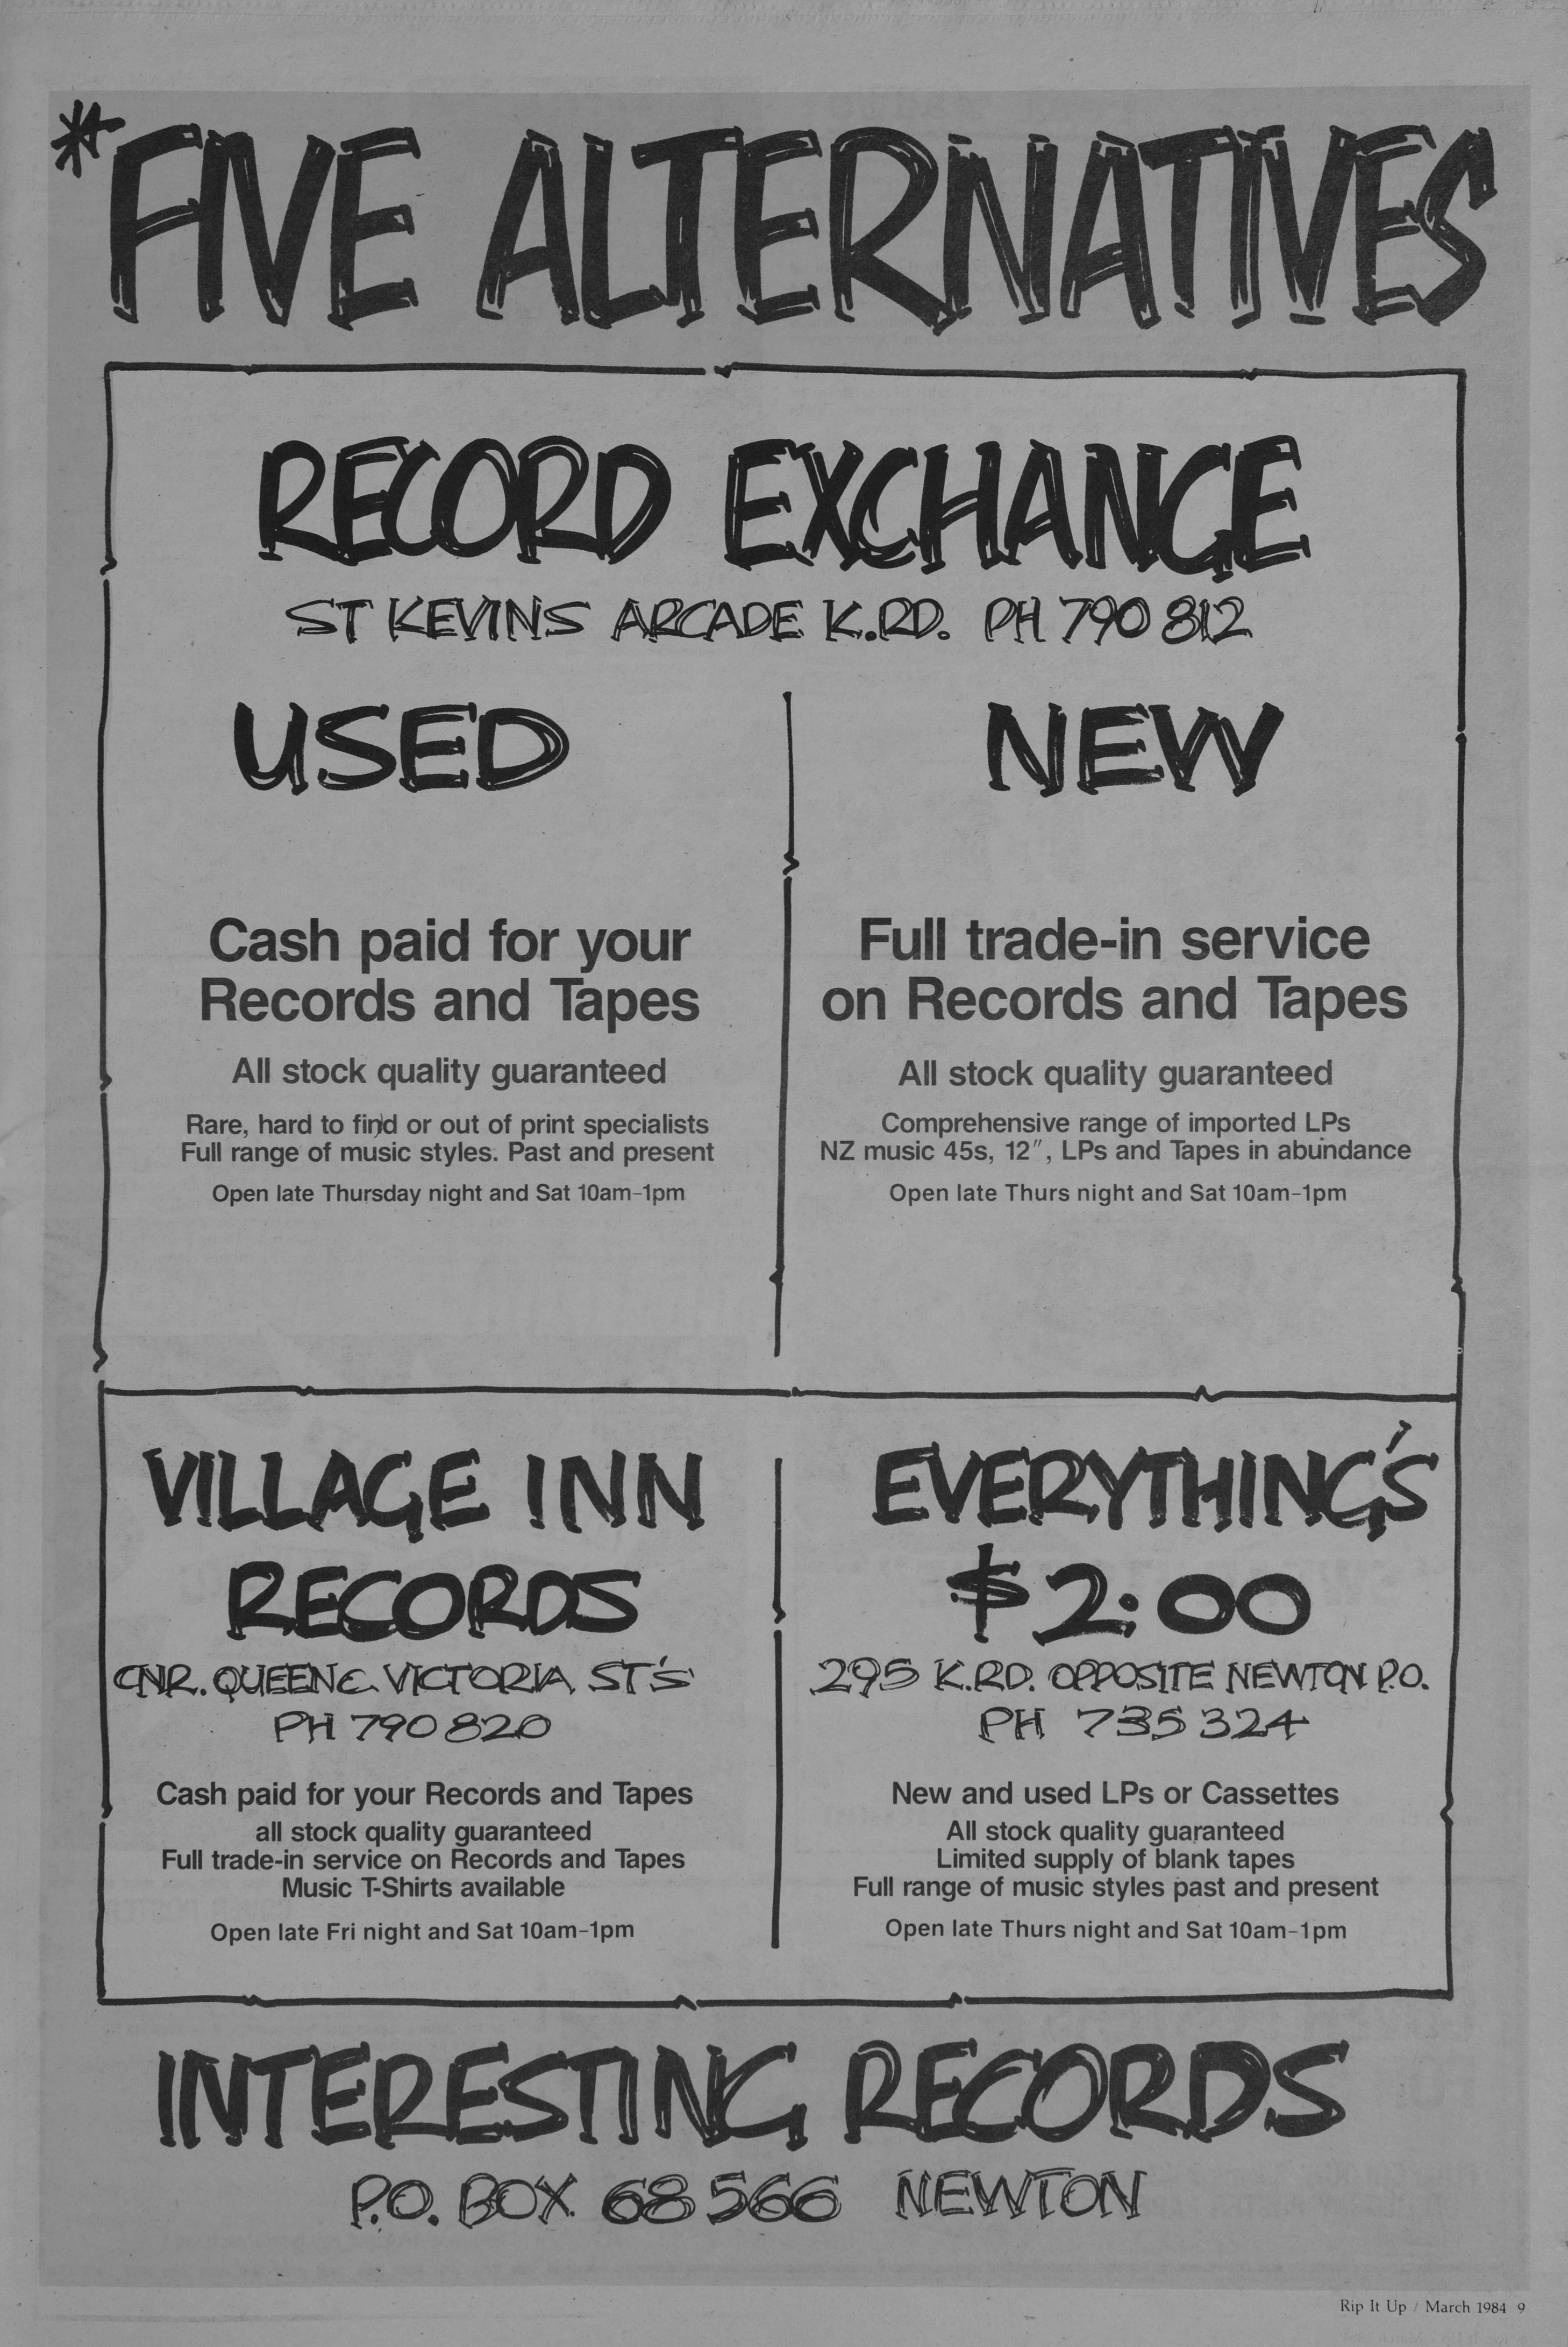 *FIVE ALTERNATIVES
RECORD EXCHANGE
ST KEVINS ARCADE K.RD. PH 790 812
USED
Cash paid for your
Records and Tapes
All stock quality guaranteed
Rare, hard to find or out of print specialists
Full range of music styles. Past and present
Open late Thursday night and Sat 10am–1pm
NEW
Full trade-in service
on Records and Tapes
All stock quality guaranteed
Comprehensive range of imported LPs
NZ music 45s, 12″, LPs and Tapes in abundance
Open late Thurs night and Sat 10am–1pm
VILLAGE INN
RECORDS
CNR. QUEEN & VICTORIA ST'S
PH 790 820
Cash paid for your Records and Tapes
all stock quality guaranteed
Full trade-in service on Records and Tapes
Music T-Shirts available
Open late Fri night and Sat 10am–1pm
EVERYTHING'S
$2:00
295 K.RD. OPPOSITE NEWTON P.O.
PH 735 324
New and used LPs or Cassettes
All stock quality guaranteed
Limited supply of blank tapes
Full range of music styles past and present
Open late Thurs night and Sat 10am–1pm
INTERESTING RECORDS
P.O. BOX 68 566 NEWTON
Rip It Up / March 1984 9